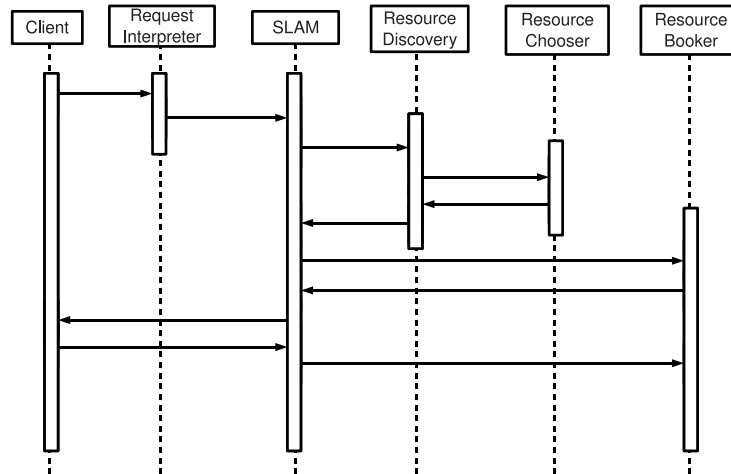 Client
Request
Interpreter
SLAM
Resource
Discovery
Resource
Chooser
Resource
Booker